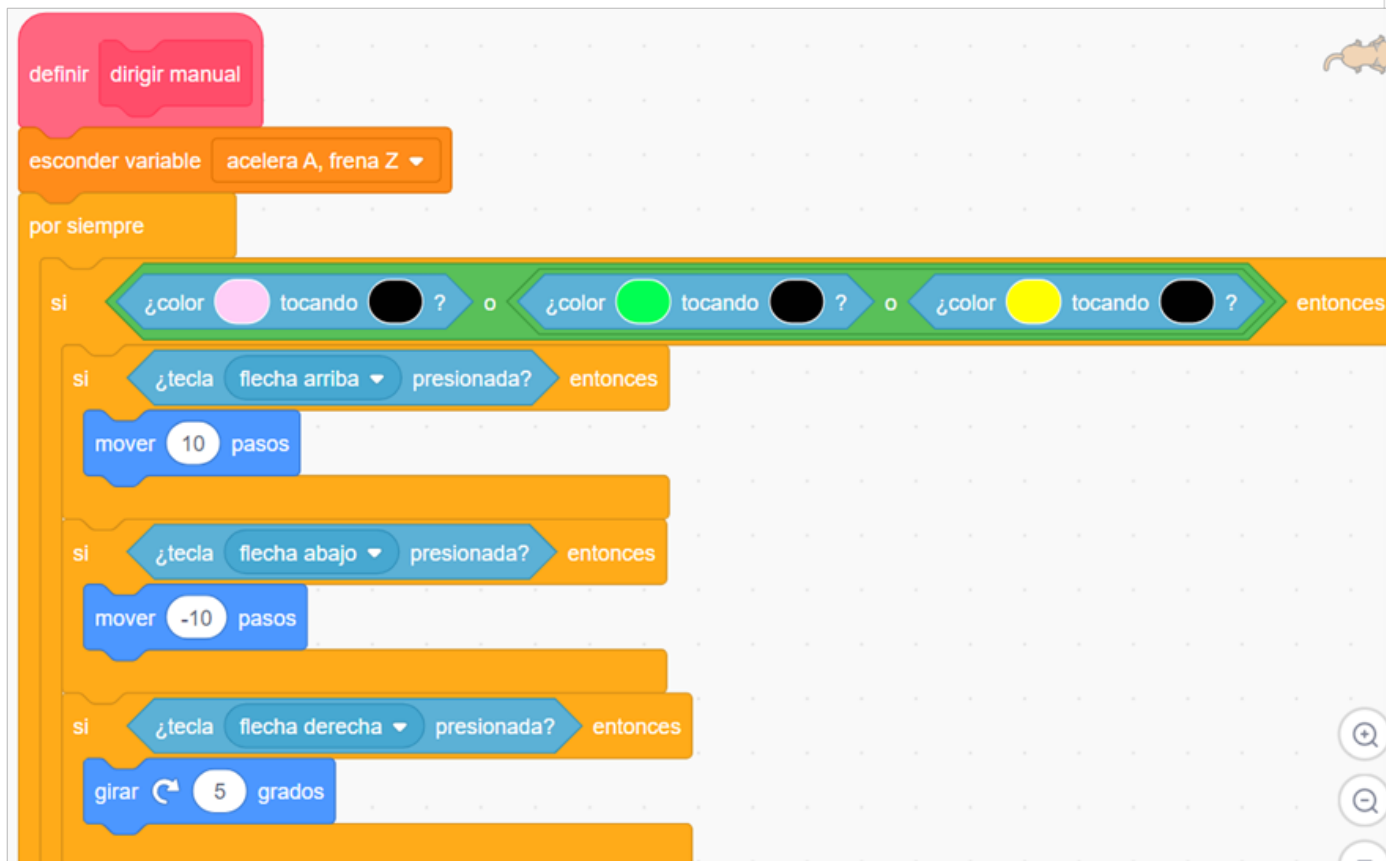 definir dirigir manual
esconder variable acelera A, frena Z
por siempre
si ¿color tocando ? o ¿color tocando ? o ¿color tocando ? entonces
si ¿tecla flecha arriba presionada? entonces
mover 10 pasos
si ¿tecla flecha abajo presionada? entonces
mover -10 pasos
si ¿tecla flecha derecha presionada? entonces
girar 5 grados